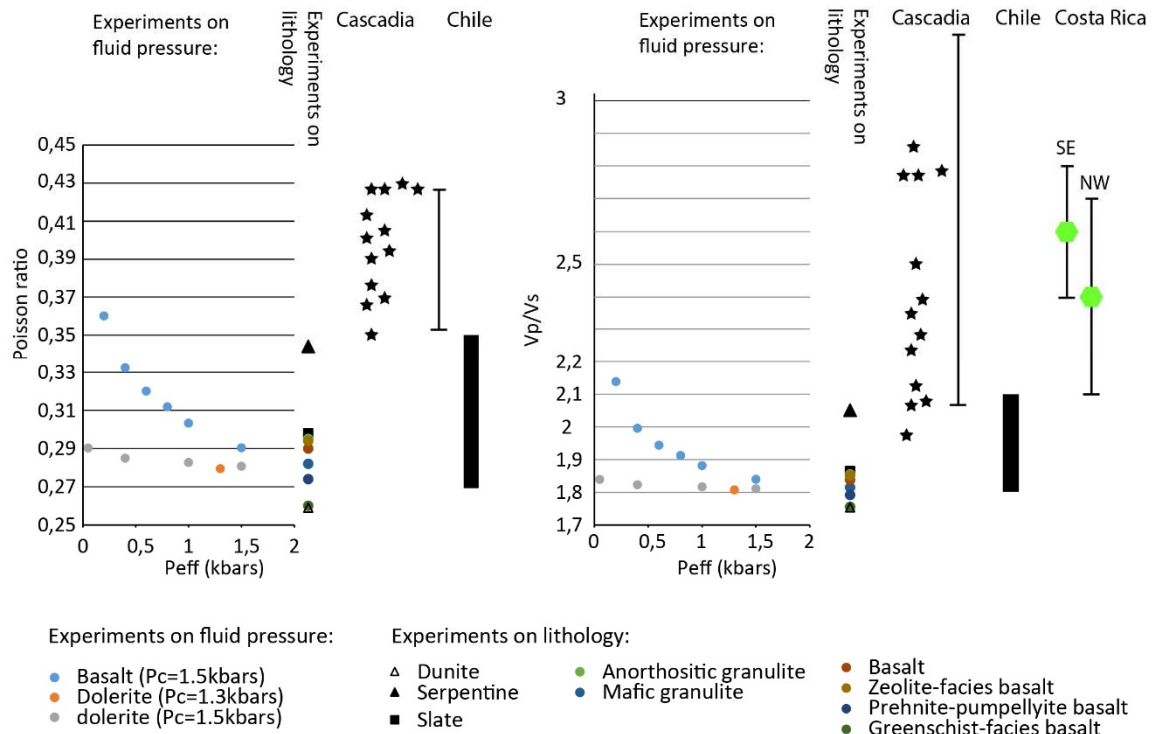 Experiments on
fluid pressure:
Experiments on
lithology
Cascadia
Chile
0,45
0,43
0,41
0,39
0,37
0,35
0,33
0,31
0,29
0,27
0,25
Poisson ratio
0
0,5
1
1,5
2
Peff (kbars)
Experiments on
fluid pressure:
Experiments on
lithology
Cascadia
Chile
Costa Rica
SE
NW
3
2,5
2,2
2,1
2
1,9
1,8
1,7
Vp/Vs
0
0,5
1
1,5
2
Peff (kbars)
Experiments on fluid pressure:
Basalt (Pc=1.5kbars)
Dolerite (Pc=1.3kbars)
dolerite (Pc=1.5kbars)
Experiments on lithology:
Dunite
Serpentine
Slate
Anorthositic granulite
Mafic granulite
Basalt
Zeolite-facies basalt
Prehnite-pumpellyite basalt
Greenschist-facies basalt